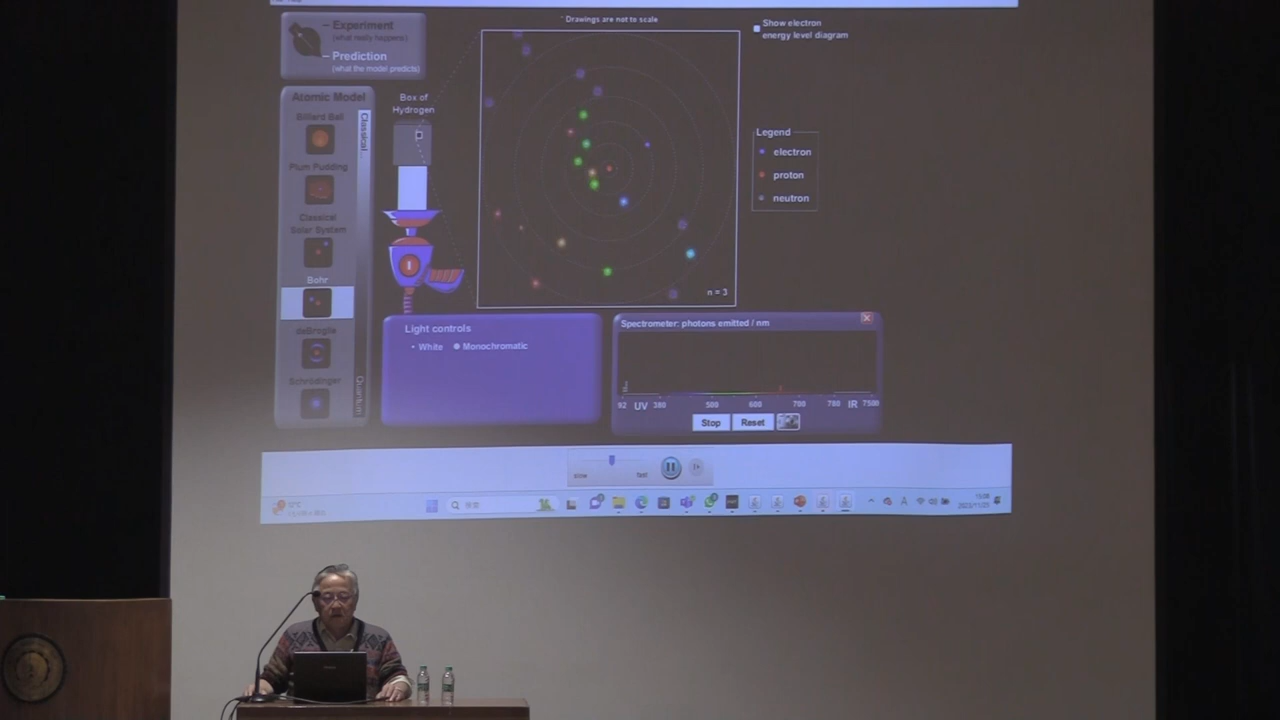 * Drawings are not to scale
Experiment
(what really happens)
Prediction
(what the model predicts)
Show electron
energy level diagram
Atomic Model
Classical
Billiard Ball
Plum Pudding
Classical
Solar System
Bohr
deBroglie
Schrödinger
Quantum
Box of
Hydrogen
Legend
electron
proton
neutron
n = 3
Light controls
White
Monochromatic
Spectrometer: photons emitted / nm
UV 380
600
700
780 IR 7500
Stop
Reset
slow
fast